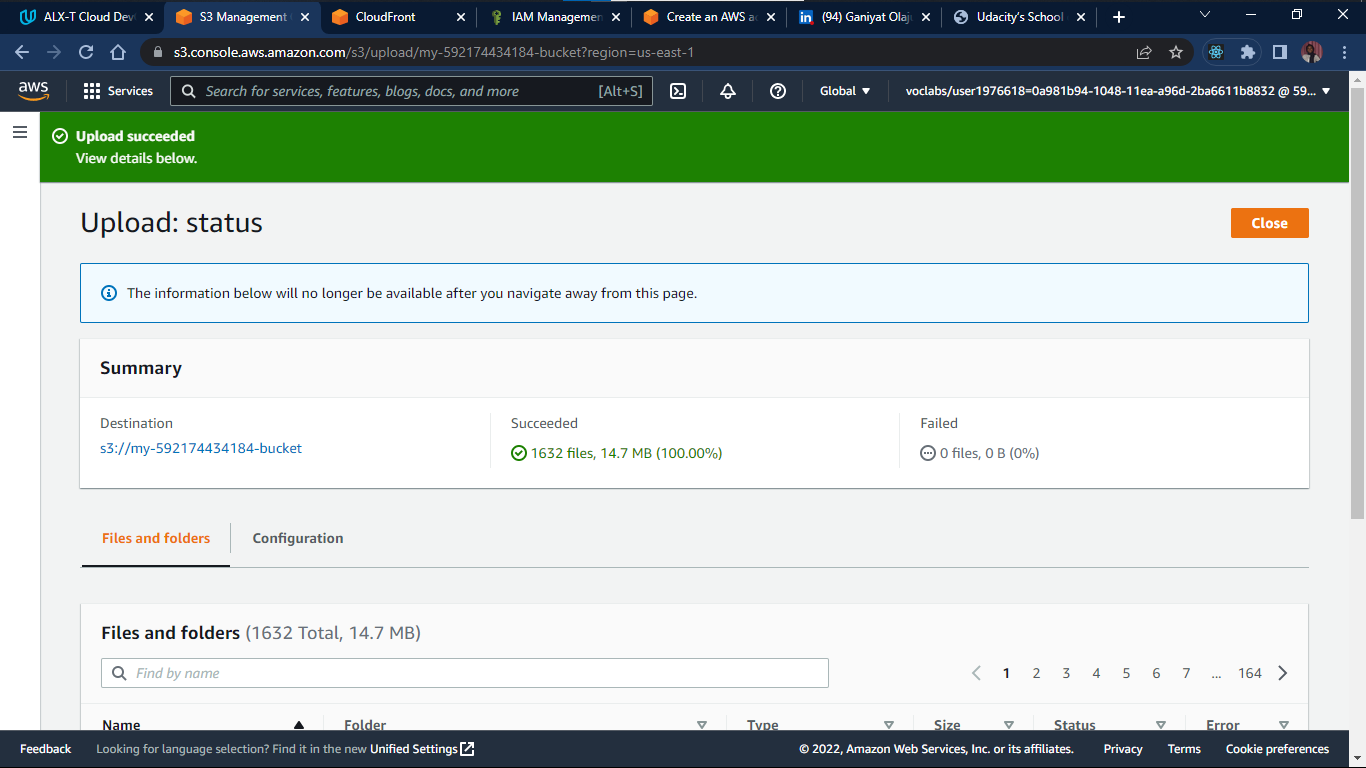 ALX-T Cloud Dev
S3 Management
CloudFront
IAM Managemen
Create an AWS a
(94) Ganiyat Olaju
Udacity's School
s3.console.aws.amazon.com/s3/upload/my-592174434184-bucket?region=us-east-1
aws
Services
Search for services, features, blogs, docs, and more
[Alt+S]
Global
voclabs/user1976618=0a981b94-1048-11ea-a96d-2ba6611b8832 @ 59...
Upload succeeded
View details below.
Upload: status
Close
The information below will no longer be available after you navigate away from this page.
Summary
Destination
s3://my-592174434184-bucket
Succeeded
1632 files, 14.7 MB (100.00%)
Failed
0 files, 0 B (0%)
Files and folders
Configuration
Files and folders (1632 Total, 14.7 MB)
Find by name
1 2 3 4 5 6 7 ... 164
Name Folder Type Size Status Error
Feedback
Looking for language selection? Find it in the new Unified Settings
© 2022, Amazon Web Services, Inc. or its affiliates.
Privacy
Terms
Cookie preferences